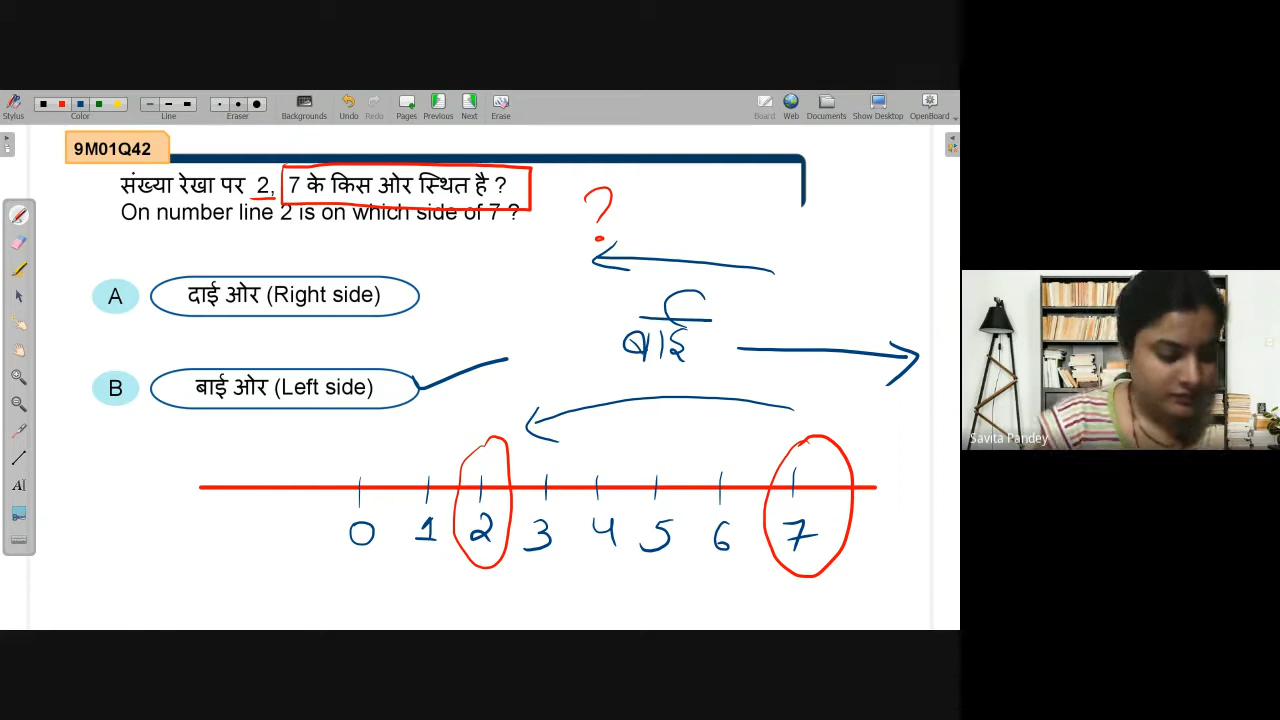 Stylus
Color
Line
Eraser
Backgrounds
Undo
Redo
Pages
Previous
Next
Erase
Board
Web
Documents
Show Desktop
OpenBoard
9M01Q42
संख्या रेखा पर 2, 7 के किस ओर स्थित है ?
On number line 2 is on which side of 7 ?
?
A
दाई ओर (Right side)
बाई
B
बाई ओर (Left side)
0 1 2 3 4 5 6 7
Savita Pandey